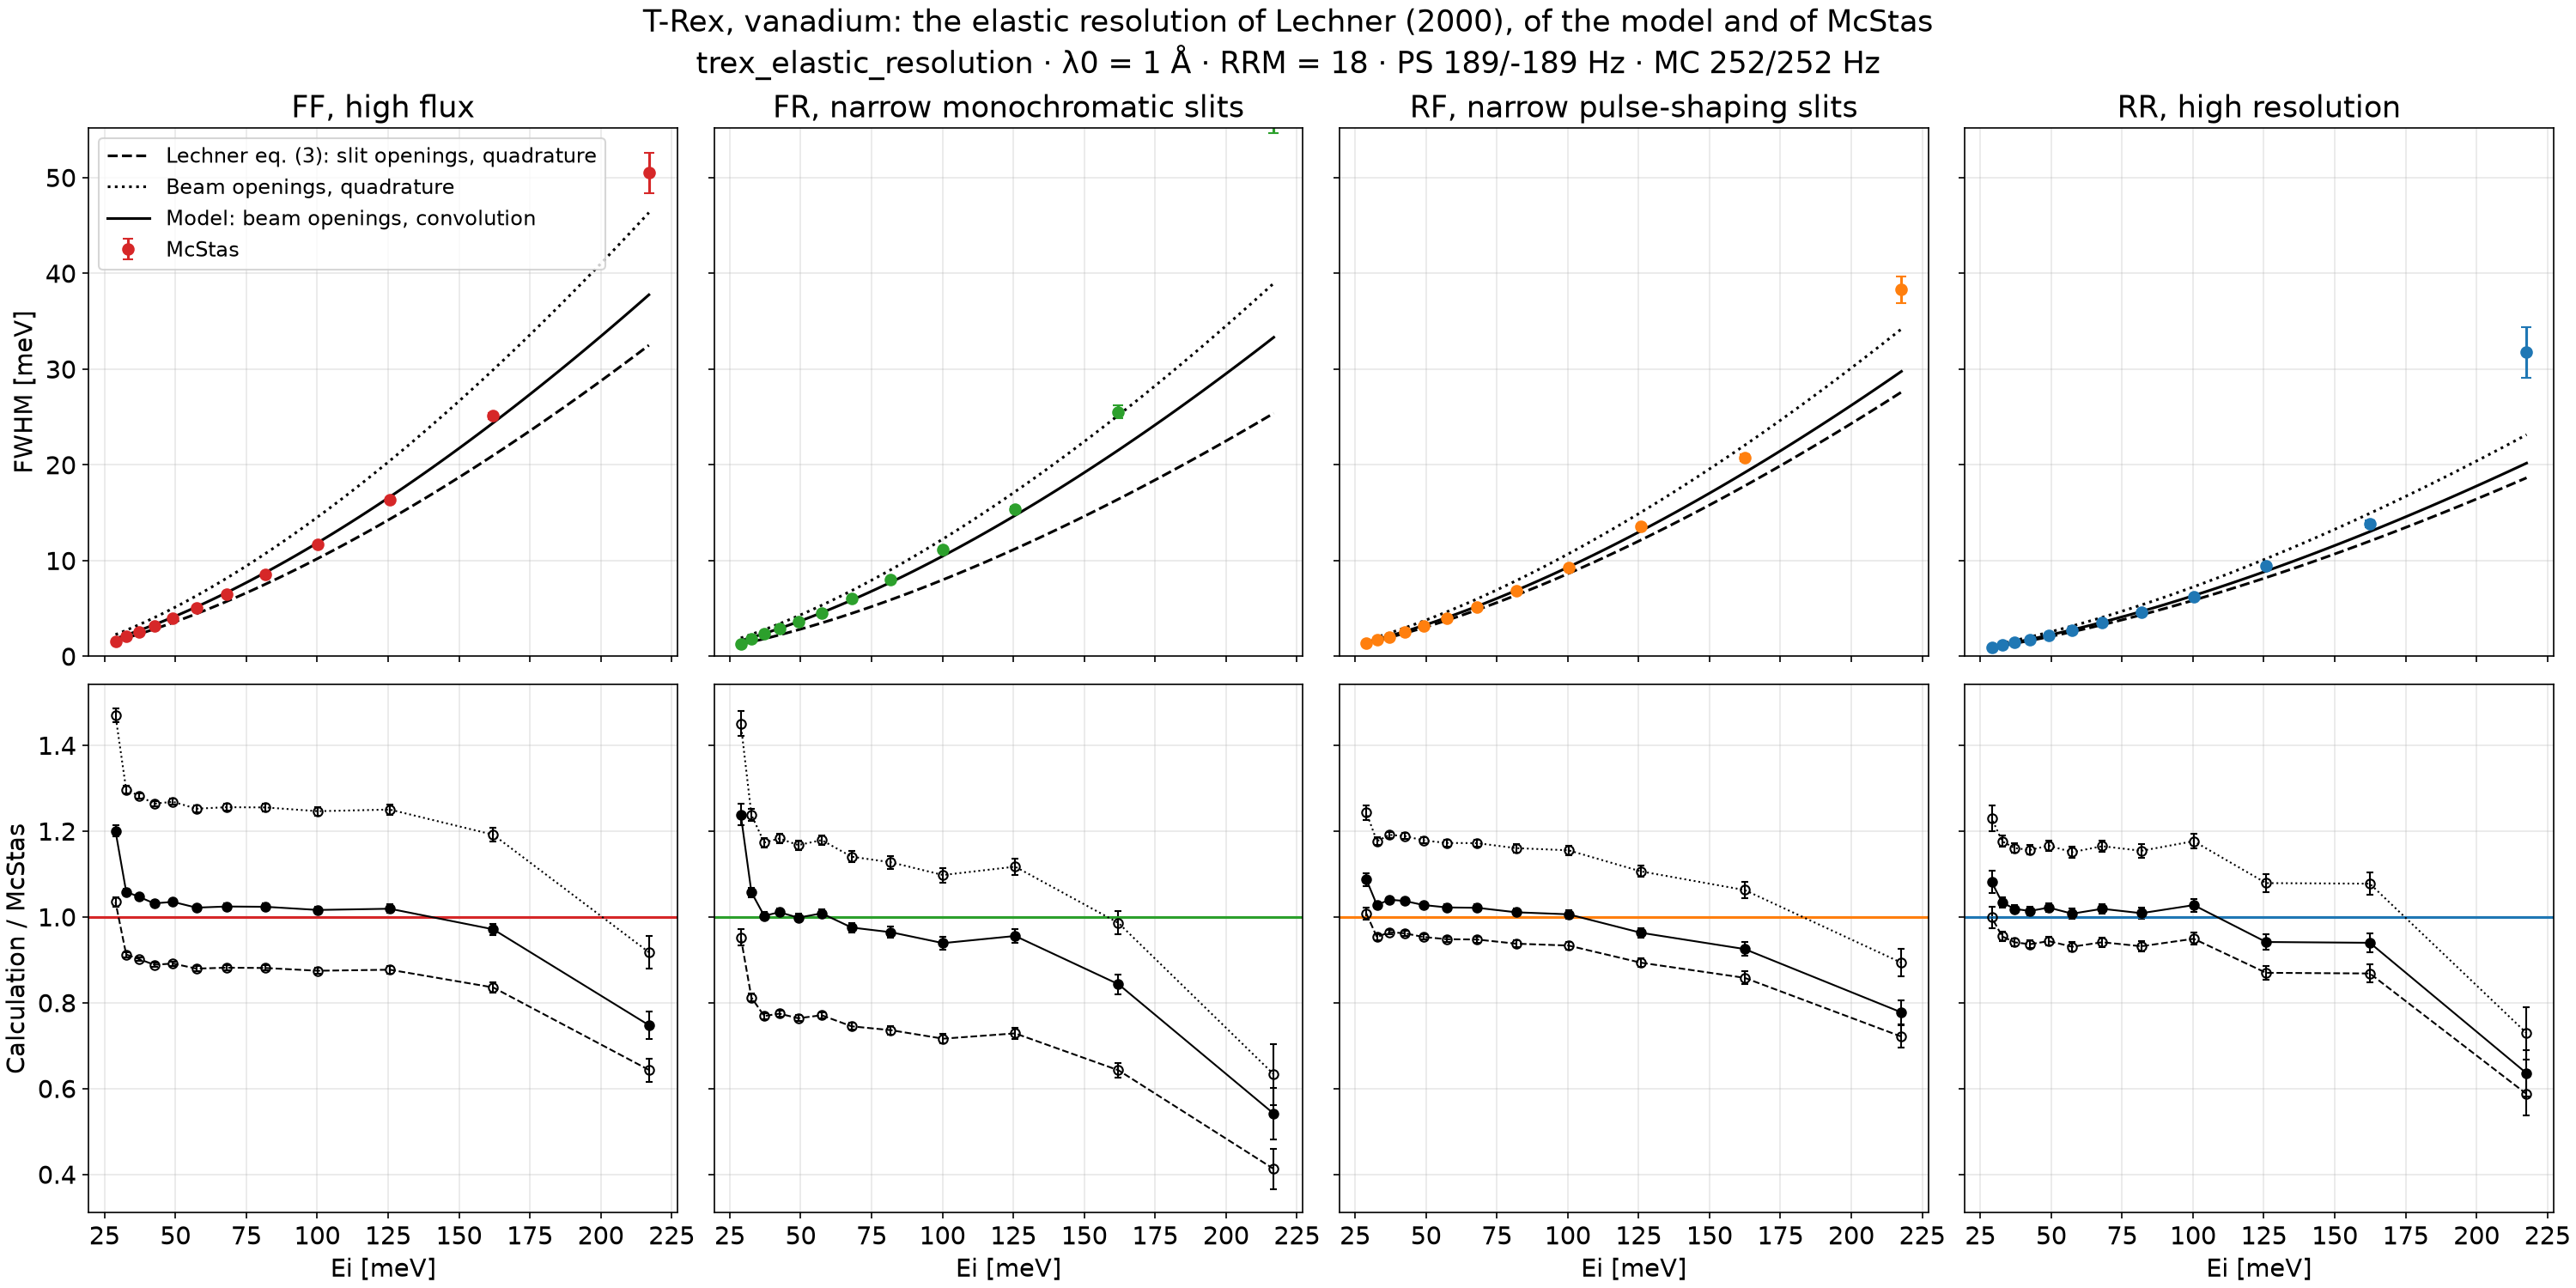 T-Rex, vanadium: the elastic resolution of Lechner (2000), of the model and of McStas
trex_elastic_resolution · λ0 = 1 Å · RRM = 18 · PS 189/-189 Hz · MC 252/252 Hz
FF, high flux
FR, narrow monochromatic slits
RF, narrow pulse-shaping slits
RR, high resolution
FWHM [meV]
50
40
30
20
10
0
Lechner eq. (3): slit openings, quadrature
Beam openings, quadrature
Model: beam openings, convolution
McStas
Calculation / McStas
1.4
1.2
1.0
0.8
0.6
0.4
25 50 75 100 125 150 175 200 225
25 50 75 100 125 150 175 200 225
25 50 75 100 125 150 175 200 225
25 50 75 100 125 150 175 200 225
Ei [meV]
Ei [meV]
Ei [meV]
Ei [meV]